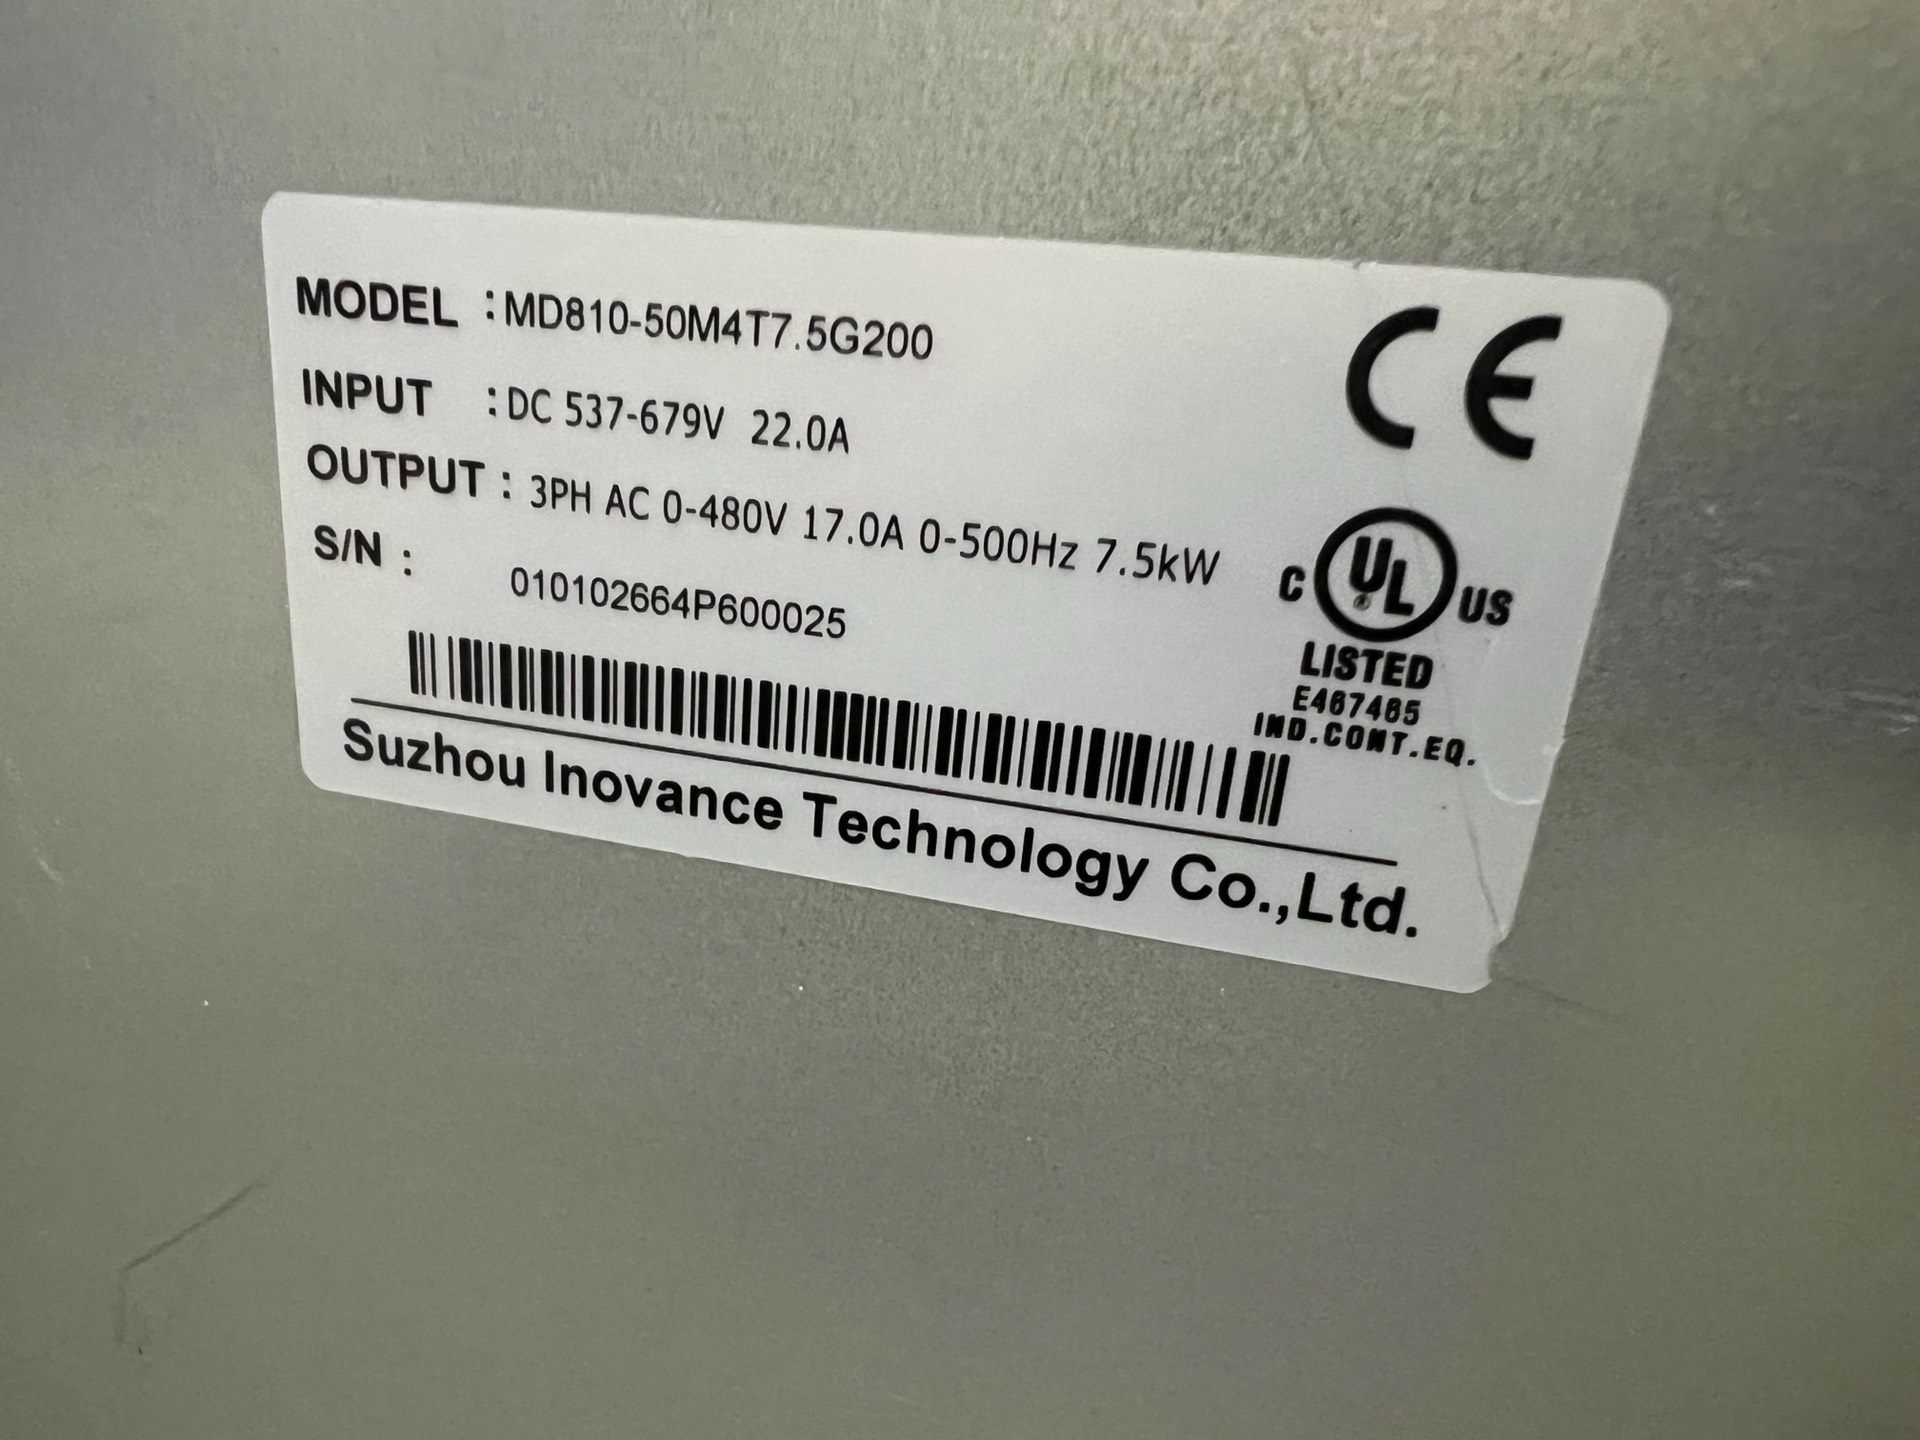 MODEL :MD810-50M4T7.5G200
INPUT :DC 537-679V 22.0A
OUTPUT : 3PH AC 0-480V 17.0A 0-500Hz 7.5kW
S/N : 010102664P600025
Suzhou Inovance Technology Co.,Ltd.
CE
C UL US
®
LISTED
E467465
IND.CONT.EQ.